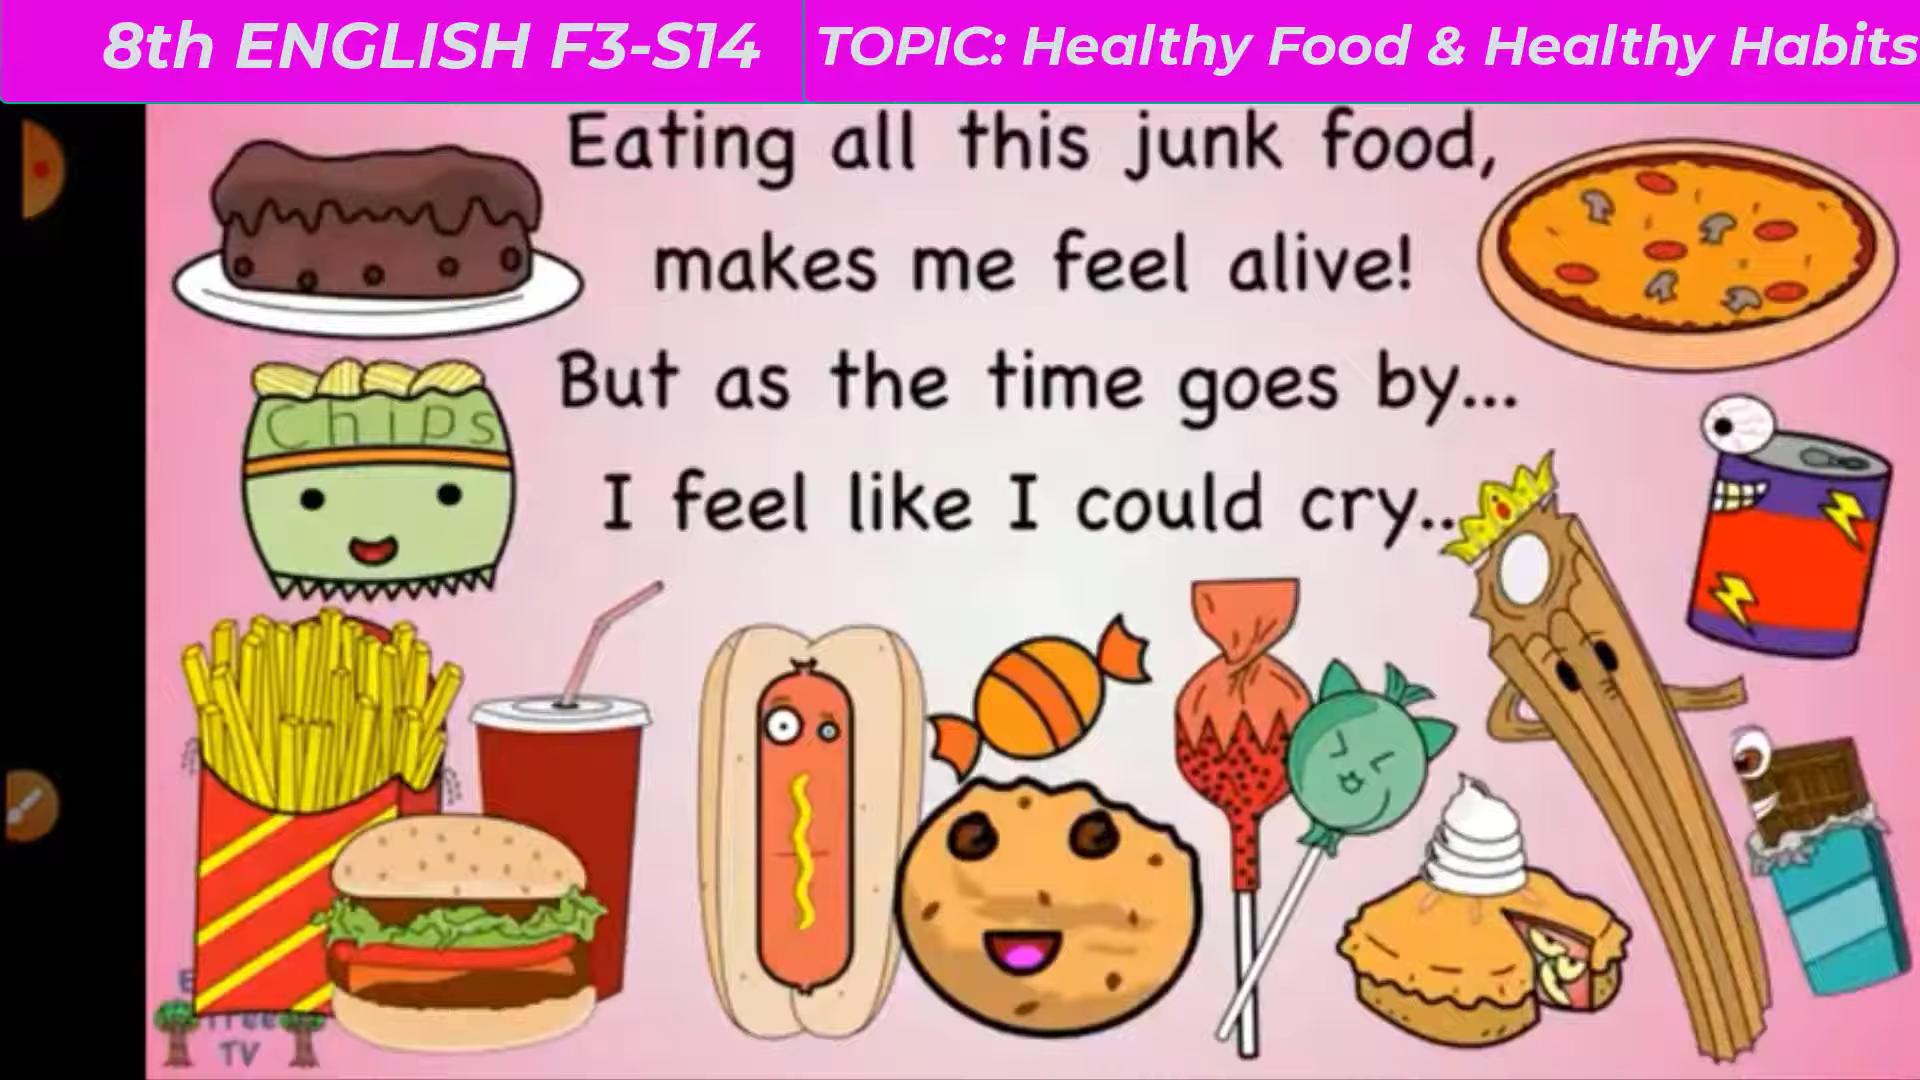 8th ENGLISH F3-S14
TOPIC: Healthy Food & Healthy Habits
Eating all this junk food,
makes me feel alive!
But as the time goes by...
I feel like I could cry...
Chips
Tree
TV